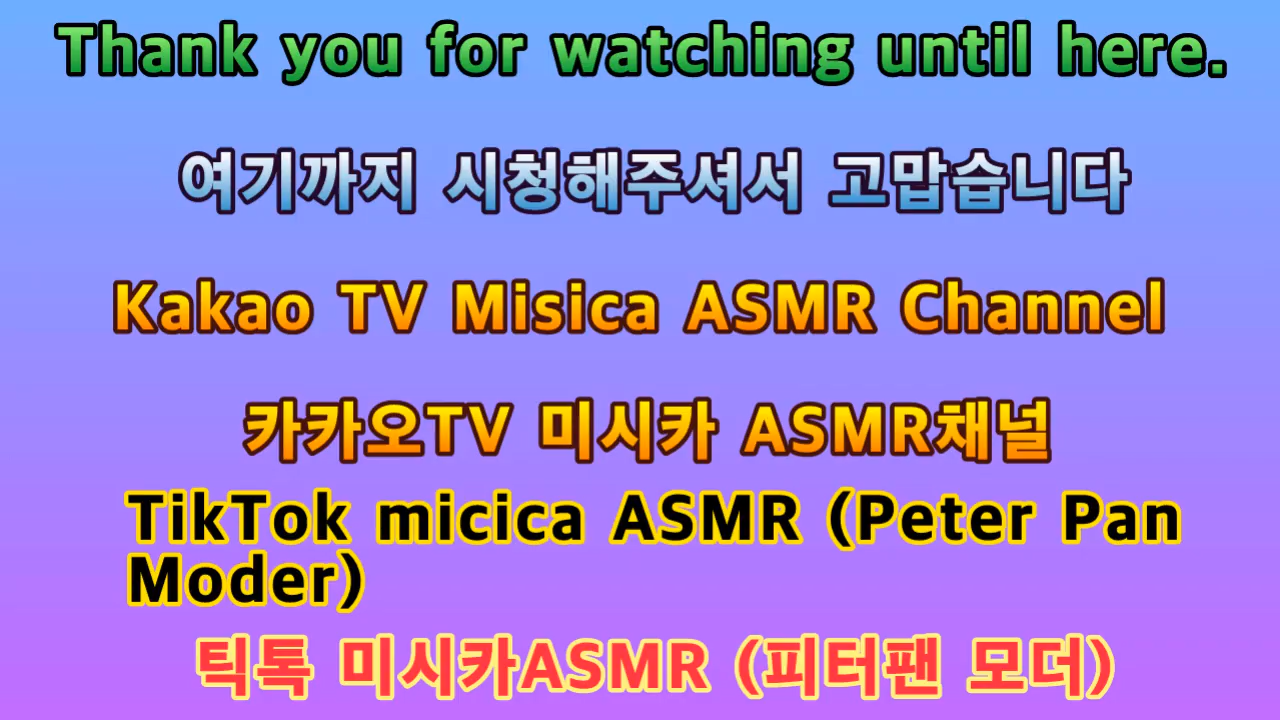 Thank you for watching until here.
여기까지 시청해주셔서 고맙습니다
Kakao TV Misica ASMR Channel
카카오TV 미시카 ASMR채널
TikTok micica ASMR (Peter Pan
Moder)
틱톡 미시카ASMR (피터팬 모더)